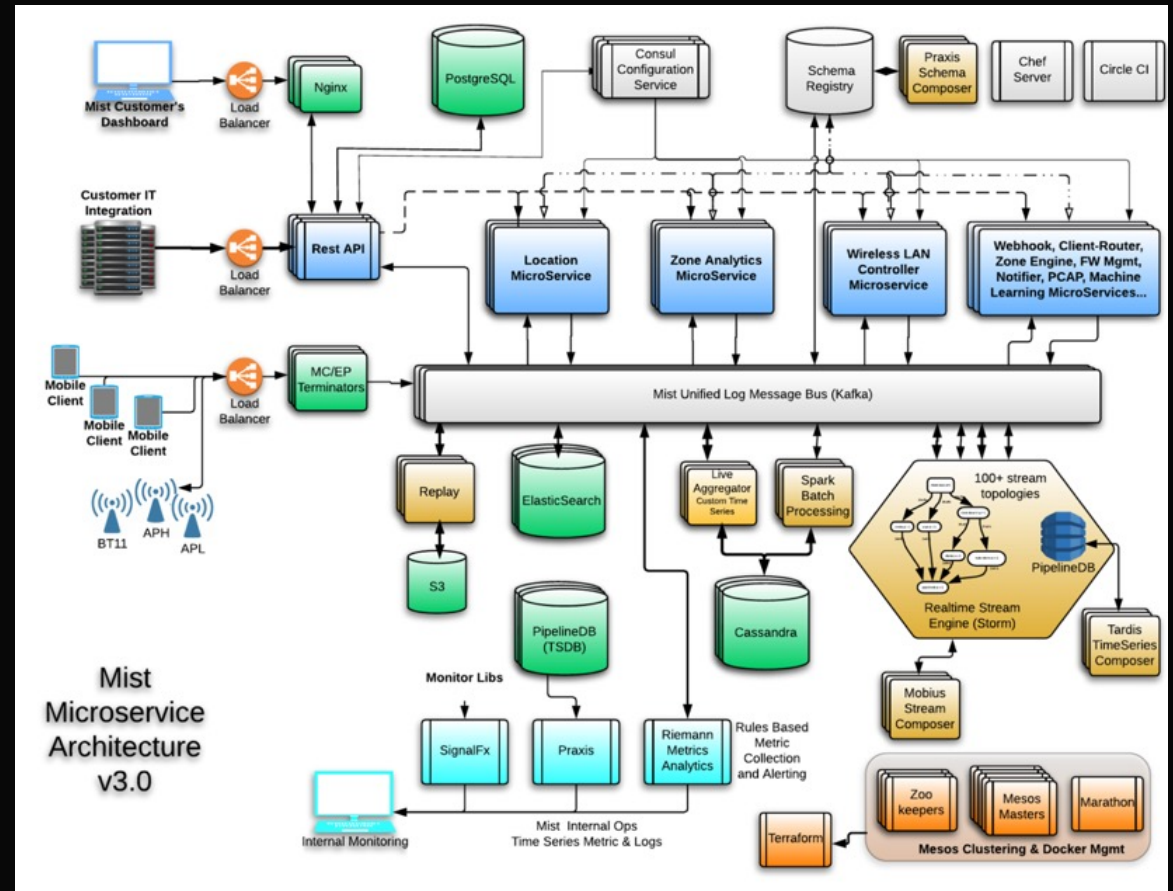 Mist Customer's
Dashboard
Load
Balancer
Nginx
PostgreSQL
Consul
Configuration
Service
Schema
Registry
Praxis
Schema
Composer
Chef
Server
Circle CI
Customer IT
Integration
Load
Balancer
Rest API
Location
MicroService
Zone Analytics
MicroService
Wireless LAN
Controller
Microservice
Webhook, Client-Router,
Zone Engine, FW Mgmt,
Notifier, PCAP, Machine
Learning MicroServices...
Mobile
Client
Mobile
Client
Mobile
Client
Load
Balancer
MC/EP
Terminators
Mist Unified Log Message Bus (Kafka)
BT11
APH
APL
Replay
S3
ElasticSearch
Live
Aggregator
Custom Time
Series
Spark
Batch
Processing
Cassandra
100+ stream
topologies
PipelineDB
Realtime Stream
Engine (Storm)
Tardis
TimeSeries
Composer
Mobius
Stream
Composer
PipelineDB
(TSDB)
Monitor Libs
SignalFx
Praxis
Riemann
Metrics
Analytics
Rules Based
Metric
Collection
and Alerting
Mist
Microservice
Architecture
v3.0
Internal Monitoring
Mist Internal Ops
Time Series Metric & Logs
Terraform
Zoo
keepers
Mesos
Masters
Marathon
Mesos Clustering & Docker Mgmt